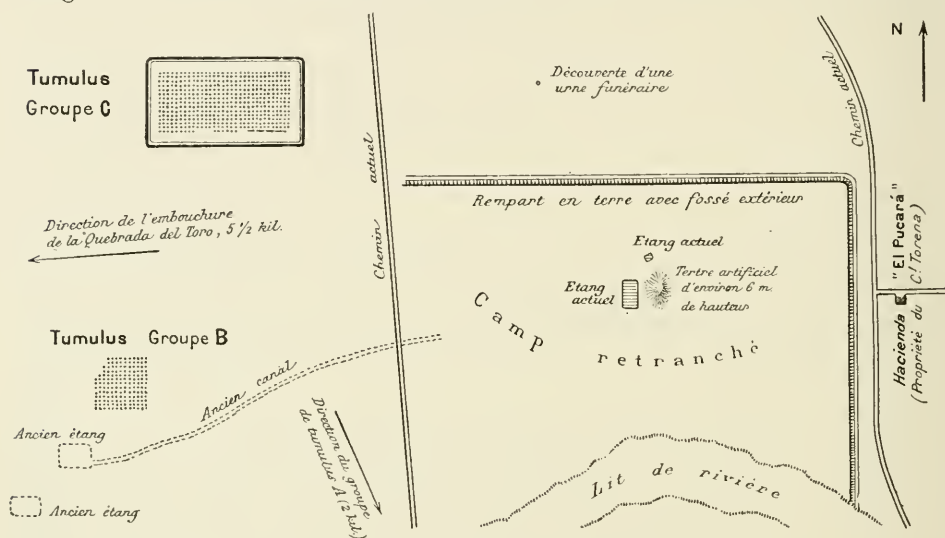 Tumulus
Groupe C
Découverte d'une
urne funéraire
N
Chemin actuel
Chemin actuel
Rempart en terre avec fossé extérieur
Direction de l'embouchure
de la Quebrada del Toro, 5 1/2 kil.
Etang actuel
Etang
actuel
Tertre artificiel
d'environ 6 m.
de hauteur
Camp retranché
Hacienda "El Pucará"
(Propriété du Cl. Torena)
Tumulus Groupe B
Ancien canal
Ancien étang
Direction du groupe
de tumulus A (2 kil.)
Lit de rivière
Ancien étang